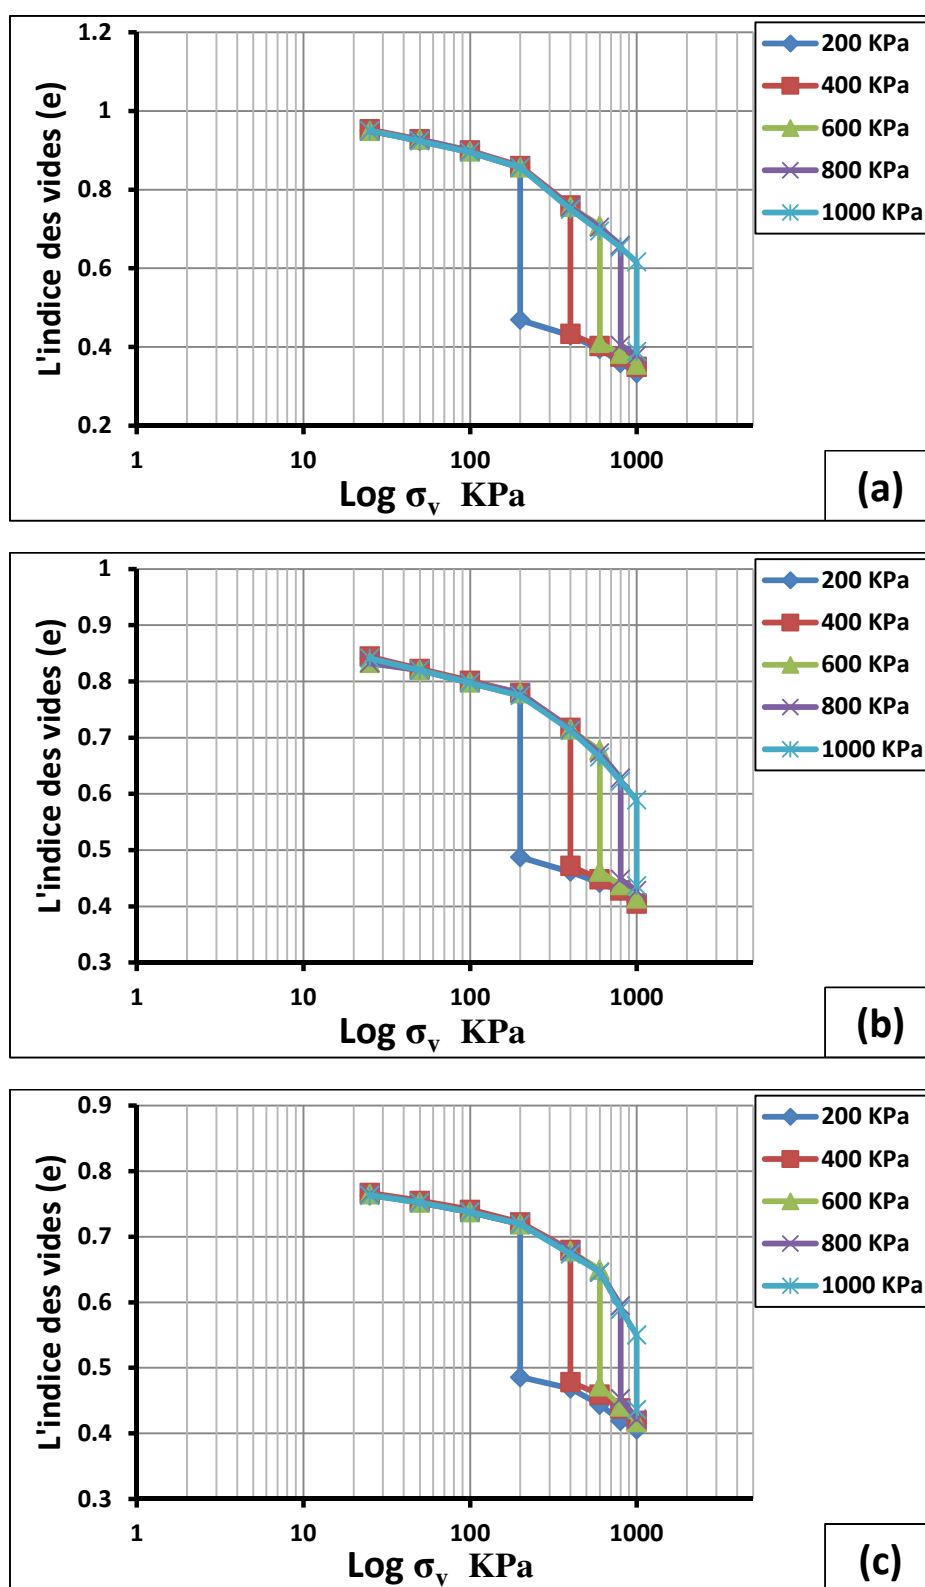 L'indice des vides (e)
1.2
1
0.8
0.6
0.4
0.2
1
10
100
1000
Log σv KPa
200 KPa
400 KPa
600 KPa
800 KPa
1000 KPa
(a)
L'indice des vides (e)
1
0.9
0.8
0.7
0.6
0.5
0.4
0.3
1
10
100
1000
Log σv KPa
200 KPa
400 KPa
600 KPa
800 KPa
1000 KPa
(b)
L'indice des vides (e)
0.9
0.8
0.7
0.6
0.5
0.4
0.3
1
10
100
1000
Log σv KPa
200 KPa
400 KPa
600 KPa
800 KPa
1000 KPa
(c)